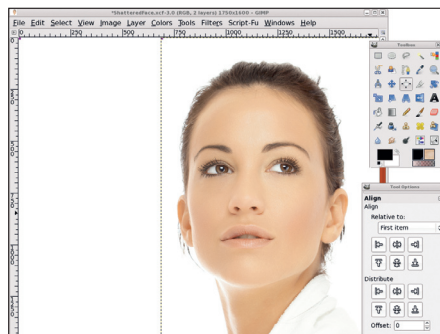 *ShatteredFace.xcf-3.0 (RGB, 2 layers) 1750x1600 – GIMP
File Edit Select View Image Layer Colors Tools Filters Script-Fu Windows Help
500 750 1000 1250 1500
Toolbox
Tool Options
Align
Align
Relative to:
First item
Distribute
Offset: 0